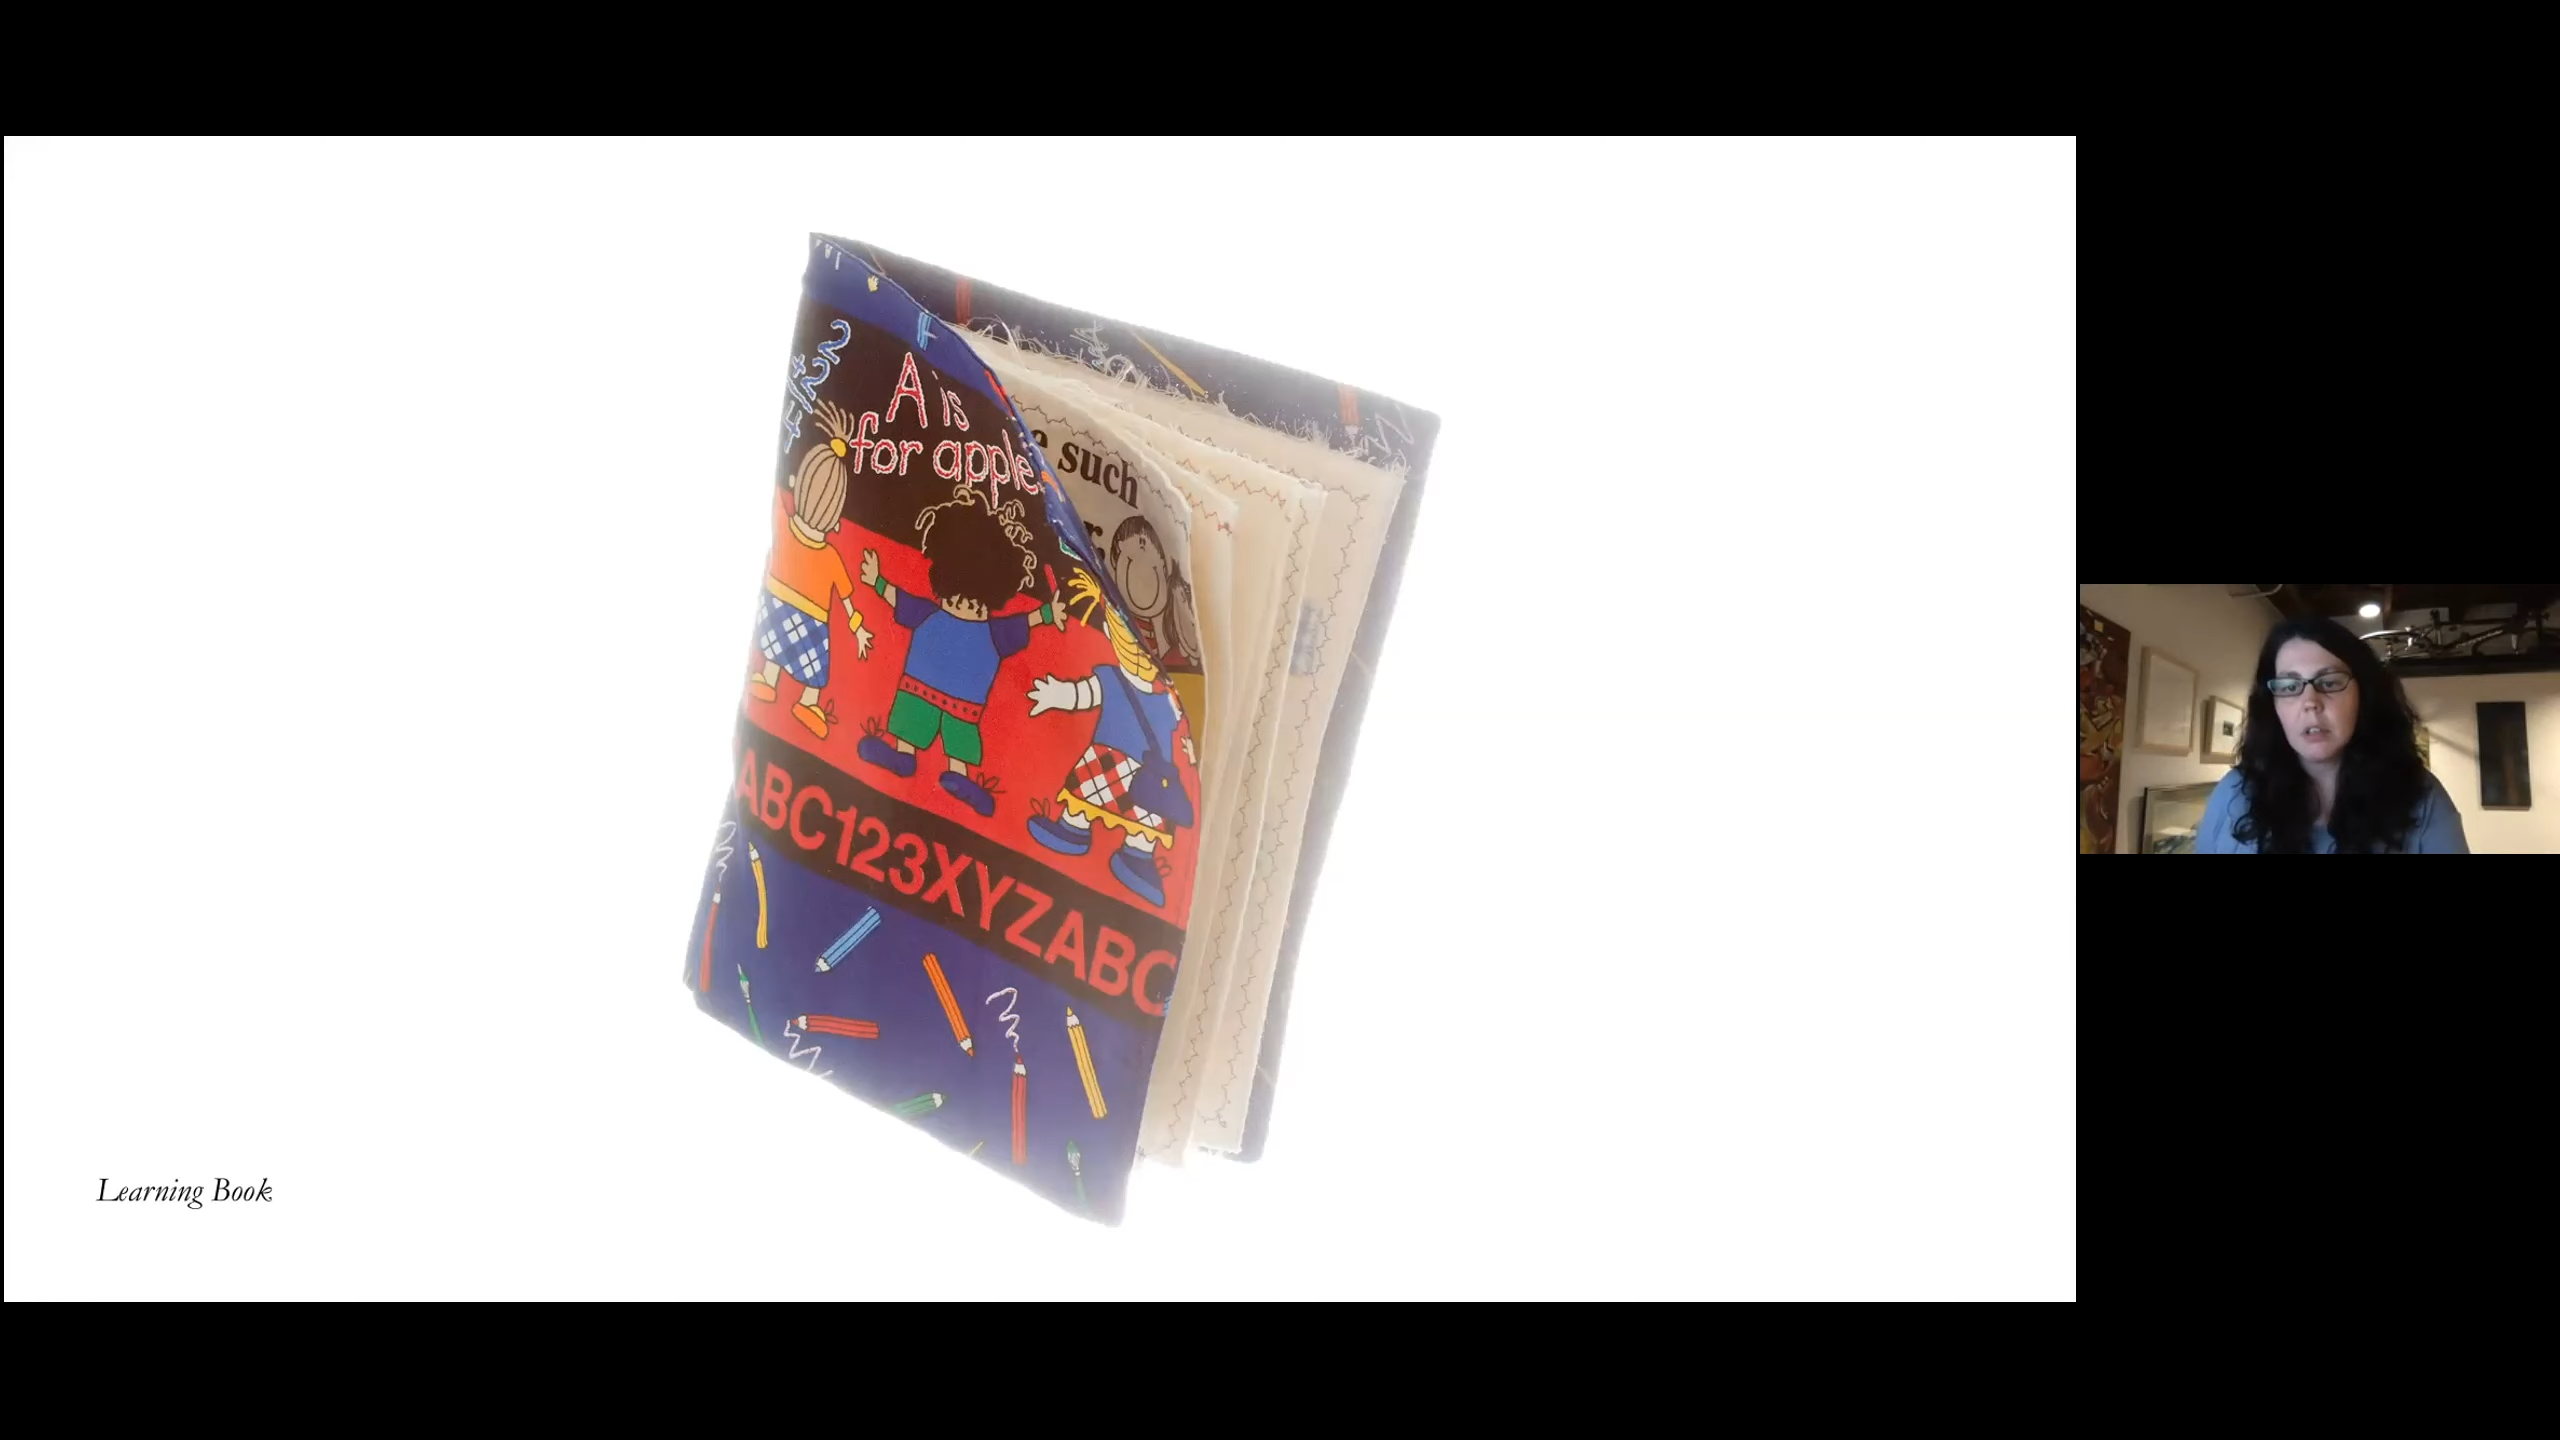 A is
for apple
such
ABC123XYZABC
Learning Book